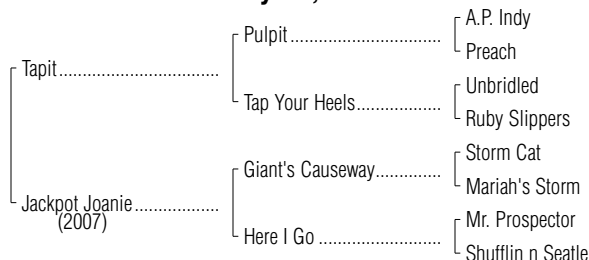 A.P. Indy
Pulpit
Preach
Tapit
Unbridled
Tap Your Heels
Ruby Slippers
Storm Cat
Giant's Causeway
Mariah's Storm
Jackpot Joanie
(2007)
Mr. Prospector
Here I Go
Shufflin n Seatle